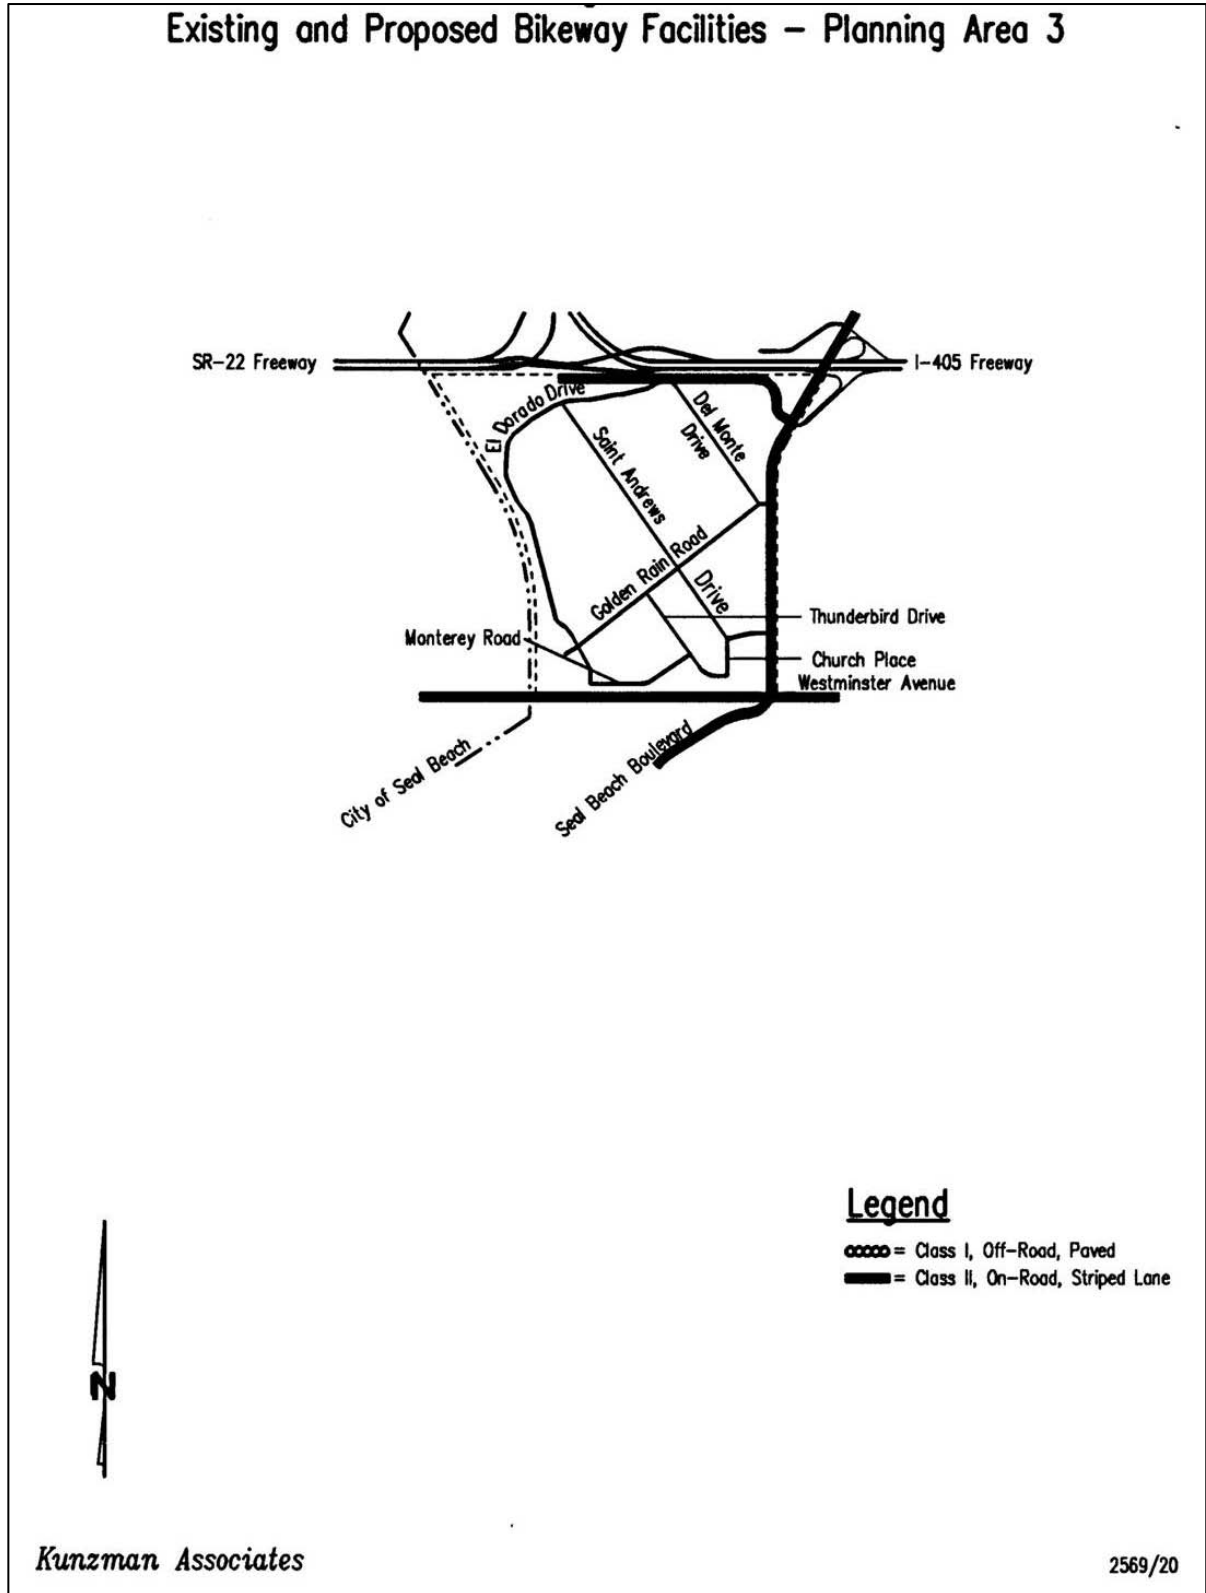 Existing and Proposed Bikeway Facilities – Planning Area 3
SR-22 Freeway
I-405 Freeway
El Dorado Drive
Del Monte
Drive
Saint Andrews
Drive
Golden Rain Road
Thunderbird Drive
Monterey Road
Church Place
Westminster Avenue
City of Seal Beach
Seal Beach Boulevard
Legend
= Class I, Off-Road, Paved
= Class II, On-Road, Striped Lane
N
Kunzman Associates
2569/20